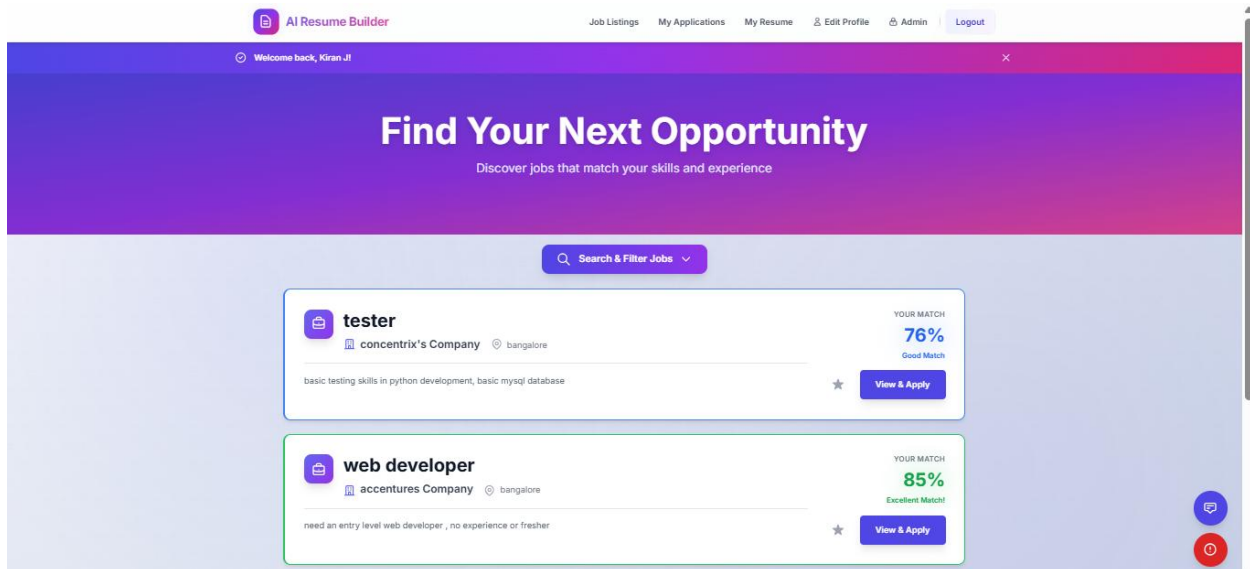 AI Resume Builder
Job Listings My Applications My Resume Edit Profile Admin Logout
Welcome back, Kiran J!
Find Your Next Opportunity
Discover jobs that match your skills and experience
Search & Filter Jobs
tester
concentrix's Company bangalore
basic testing skills in python development, basic mysql database
YOUR MATCH
76%
Good Match
View & Apply
web developer
accentures Company bangalore
need an entry level web developer , no experience or fresher
YOUR MATCH
85%
Excellent Match!
View & Apply